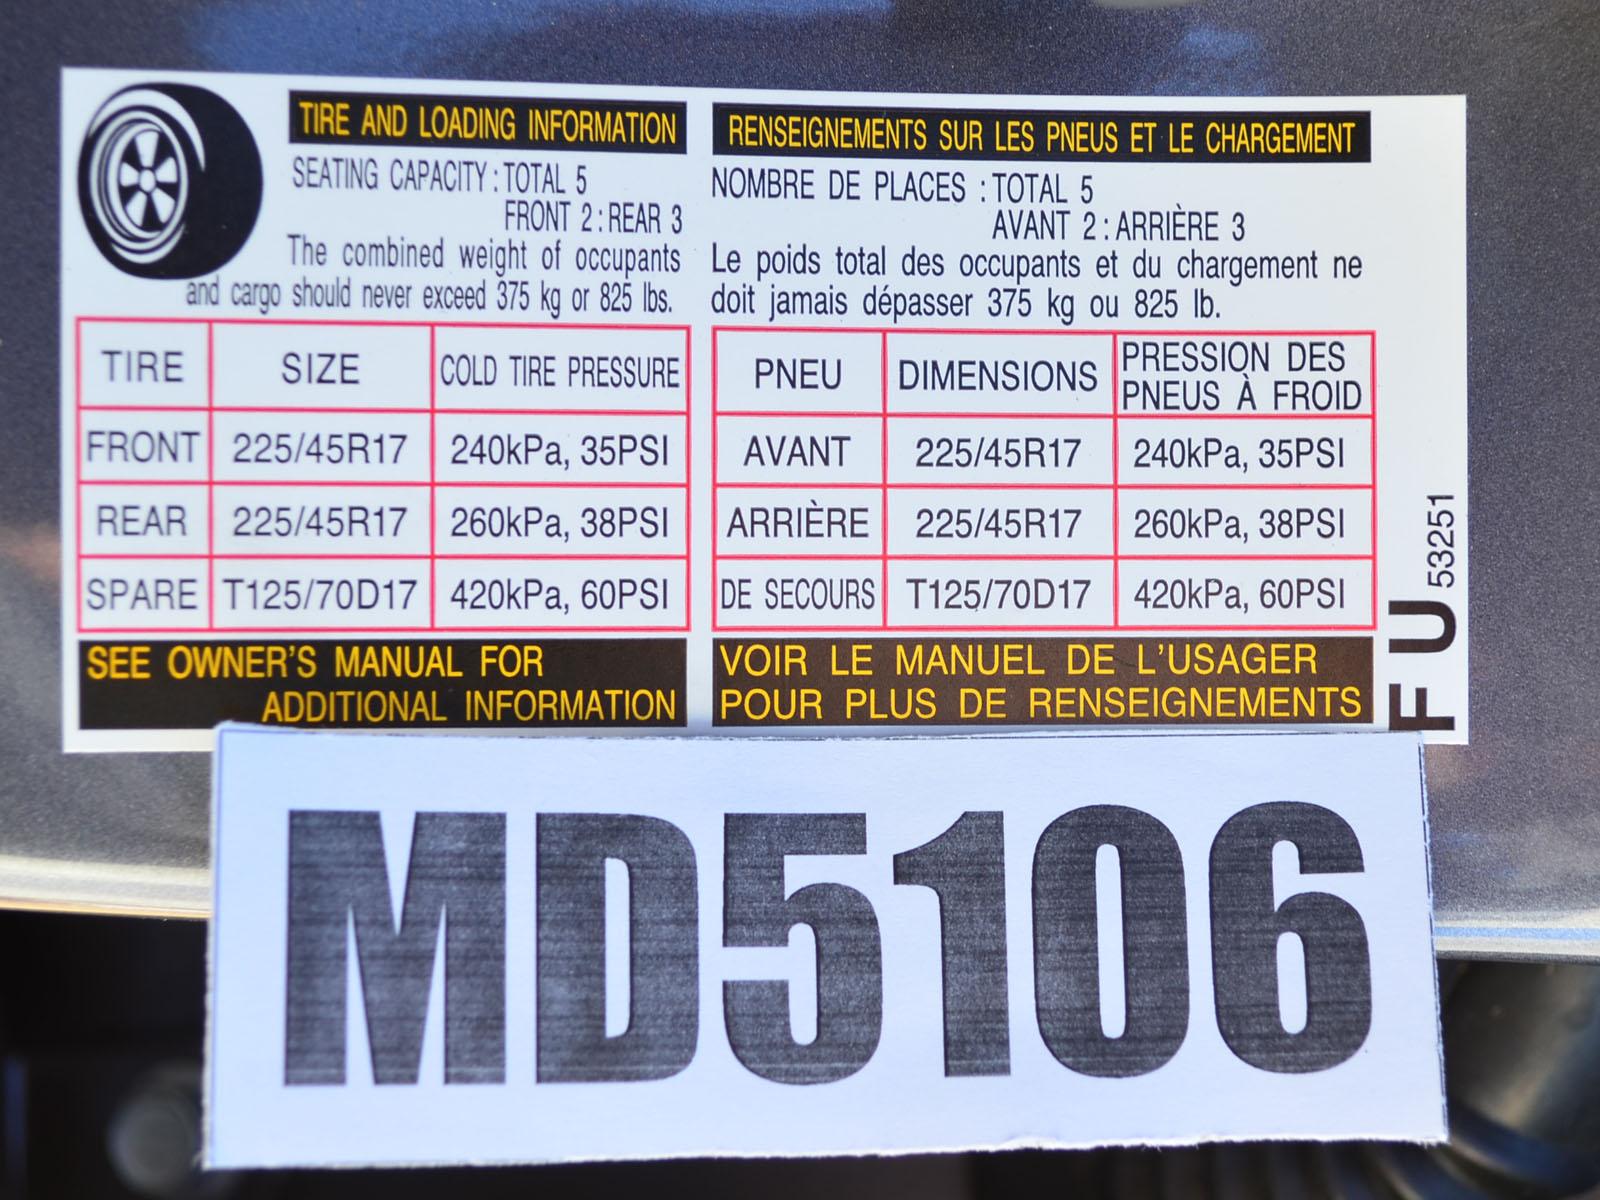 TIRE AND LOADING INFORMATION
SEATING CAPACITY : TOTAL 5
FRONT 2 : REAR 3
The combined weight of occupants
and cargo should never exceed 375 kg or 825 lbs.
TIRE SIZE COLD TIRE PRESSURE
FRONT 225/45R17 240kPa, 35PSI
REAR 225/45R17 260kPa, 38PSI
SPARE T125/70D17 420kPa, 60PSI
SEE OWNER'S MANUAL FOR
ADDITIONAL INFORMATION
RENSEIGNEMENTS SUR LES PNEUS ET LE CHARGEMENT
NOMBRE DE PLACES : TOTAL 5
AVANT 2 : ARRIÈRE 3
Le poids total des occupants et du chargement ne
doit jamais dépasser 375 kg ou 825 lb.
PNEU DIMENSIONS PRESSION DES
PNEUS À FROID
AVANT 225/45R17 240kPa, 35PSI
ARRIÈRE 225/45R17 260kPa, 38PSI
DE SECOURS T125/70D17 420kPa, 60PSI
VOIR LE MANUEL DE L'USAGER
POUR PLUS DE RENSEIGNEMENTS
FU 53251
MD5106